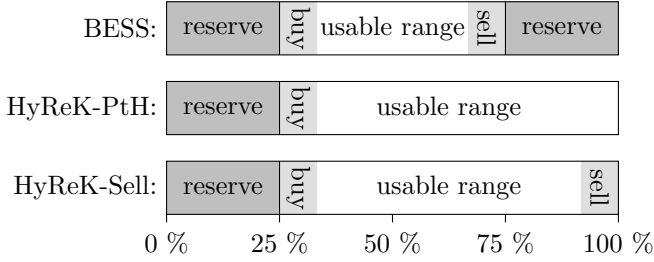 BESS: reserve buy usable range sell reserve
HyReK-PtH: reserve buy usable range
HyReK-Sell: reserve buy usable range sell
0 % 25 % 50 % 75 % 100 %